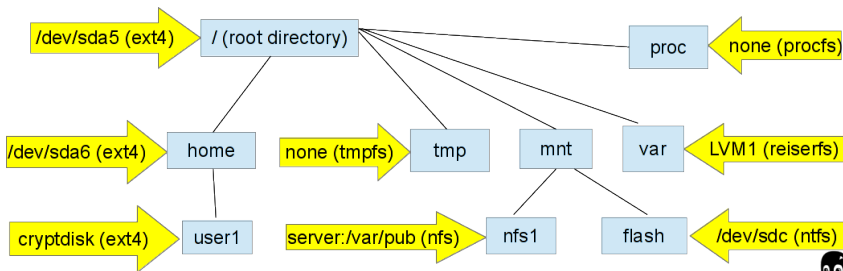 /dev/sda5 (ext4)
/ (root directory)
proc
none (procfs)
/dev/sda6 (ext4)
home
none (tmpfs)
tmp
mnt
var
LVM1 (reiserfs)
cryptdisk (ext4)
user1
server:/var/pub (nfs)
nfs1
flash
/dev/sdc (ntfs)